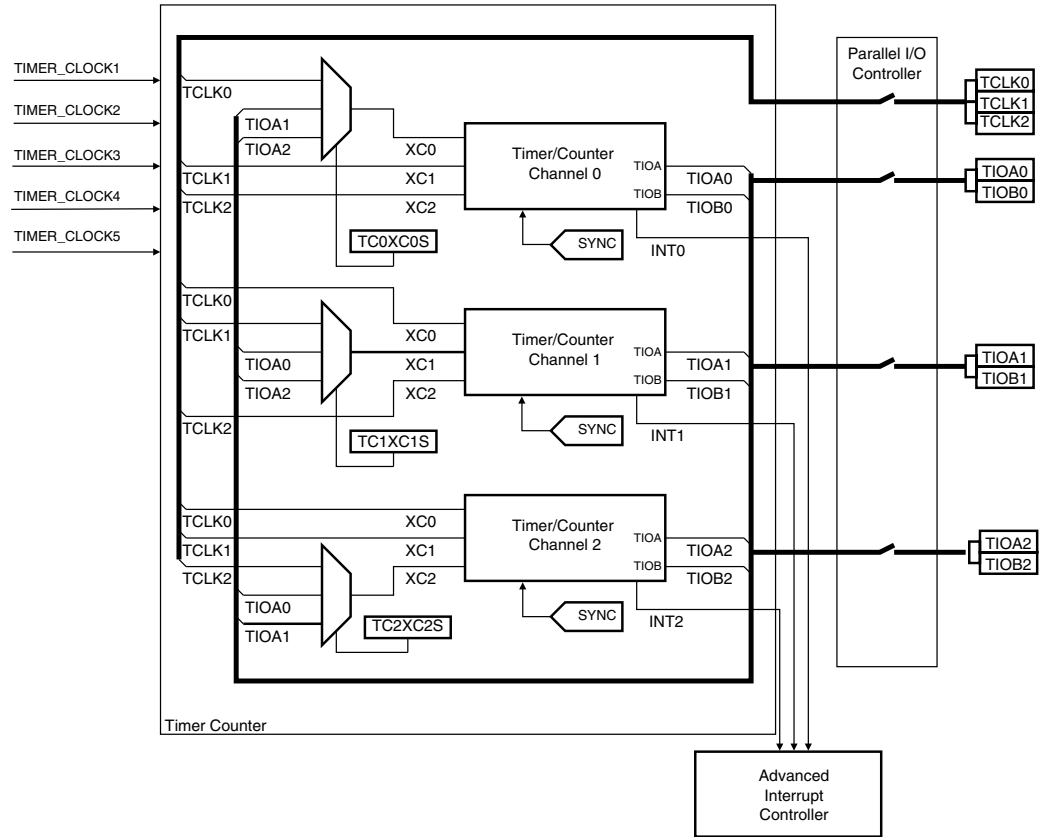 TIMER_CLOCK1
TIMER_CLOCK2
TIMER_CLOCK3
TIMER_CLOCK4
TIMER_CLOCK5
TCLK0
TIOA1
TIOA2
TCLK1
TCLK2
XC0
XC1
XC2
TC0XC0S
Timer/Counter
Channel 0
TIOA
TIOB
TIOA0
TIOB0
SYNC
INT0
TCLK0
TCLK1
TIOA0
TIOA2
TCLK2
XC0
XC1
XC2
TC1XC1S
Timer/Counter
Channel 1
TIOA
TIOB
TIOA1
TIOB1
SYNC
INT1
TCLK0
TCLK1
TCLK2
TIOA0
TIOA1
XC0
XC1
XC2
TC2XC2S
Timer/Counter
Channel 2
TIOA
TIOB
TIOA2
TIOB2
SYNC
INT2
Timer Counter
Parallel I/O
Controller
TCLK0
TCLK1
TCLK2
TIOA0
TIOB0
TIOA1
TIOB1
TIOA2
TIOB2
Advanced
Interrupt
Controller